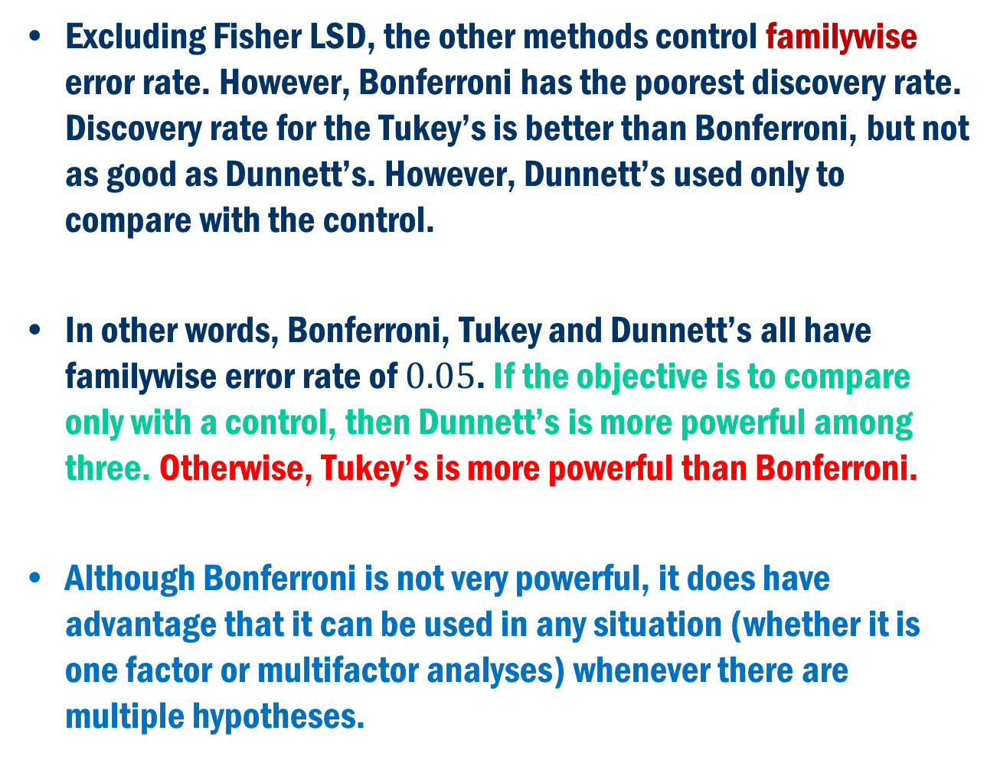 • Excluding Fisher LSD, the other methods control familywise
error rate. However, Bonferroni has the poorest discovery rate.
Discovery rate for the Tukey’s is better than Bonferroni, but not
as good as Dunnett’s. However, Dunnett’s used only to
compare with the control.
• In other words, Bonferroni, Tukey and Dunnett’s all have
familywise error rate of 0.05. If the objective is to compare
only with a control, then Dunnett’s is more powerful among
three. Otherwise, Tukey’s is more powerful than Bonferroni.
• Although Bonferroni is not very powerful, it does have
advantage that it can be used in any situation (whether it is
one factor or multifactor analyses) whenever there are
multiple hypotheses.